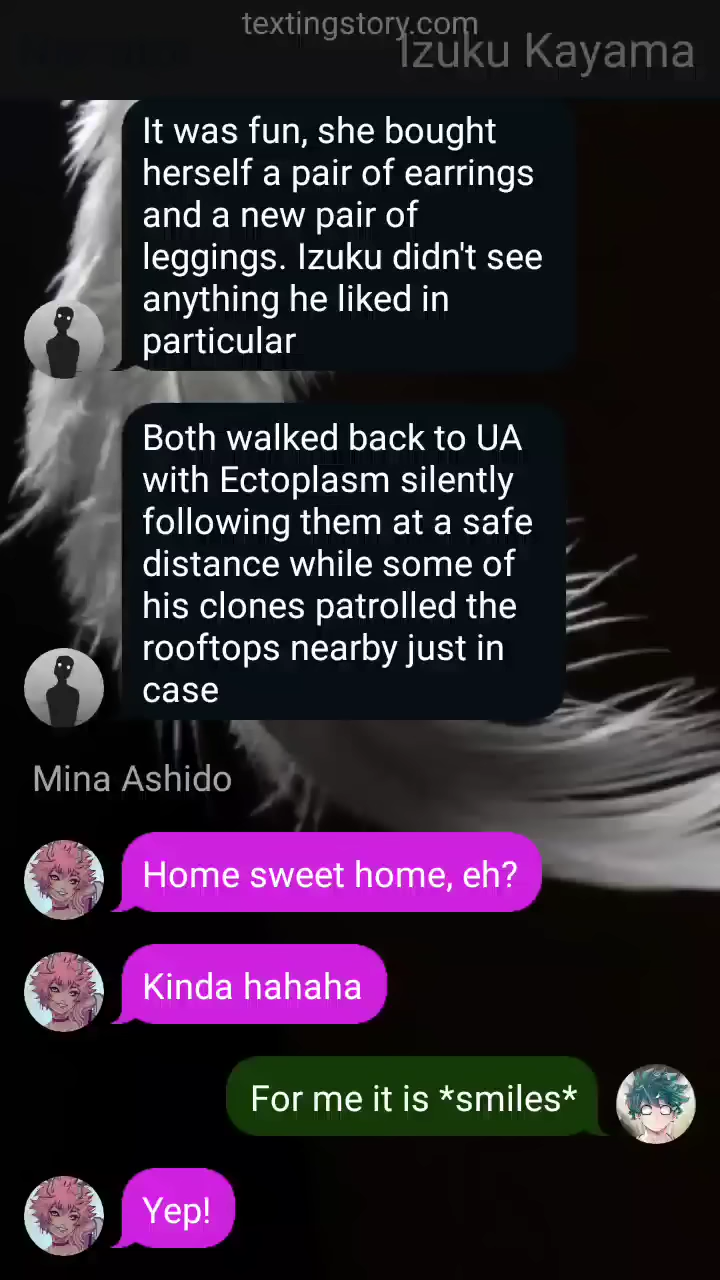 textingstory.com
Izuku Kayama
It was fun, she bought
herself a pair of earrings
and a new pair of
leggings. Izuku didn't see
anything he liked in
particular
Both walked back to UA
with Ectoplasm silently
following them at a safe
distance while some of
his clones patrolled the
rooftops nearby just in
case
Mina Ashido
Home sweet home, eh?
Kinda hahaha
For me it is *smiles*
Yep!